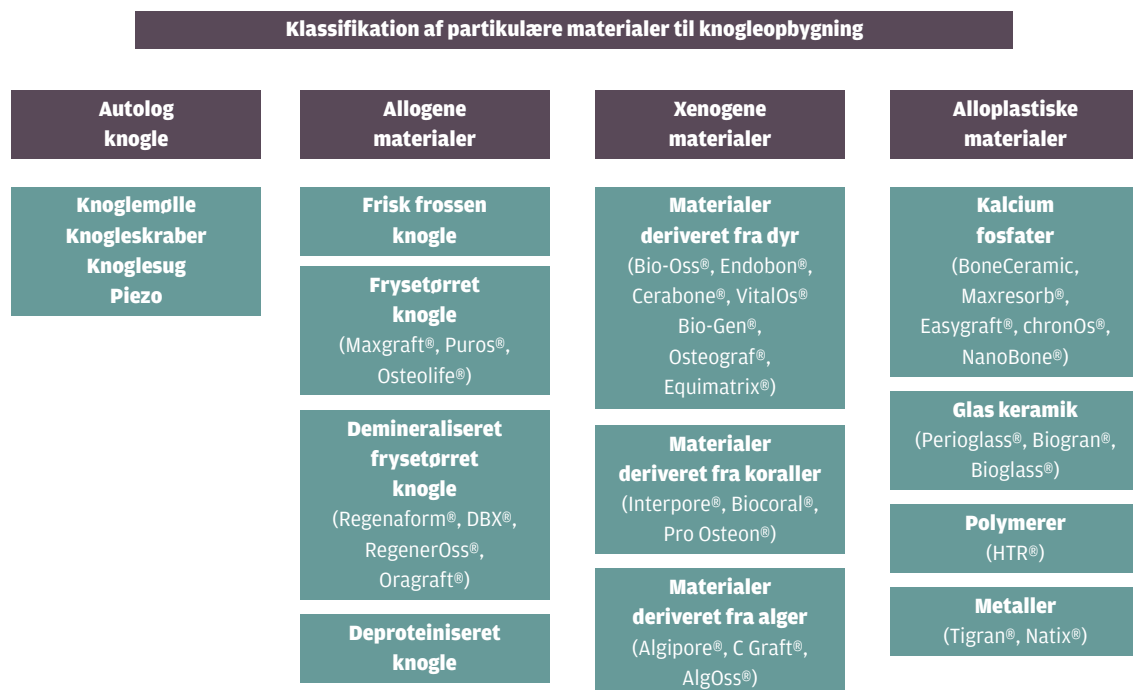 Klassifikation af partikulære materialer til knogleopbygning
Autolog
knogle
Knoglemølle
Knogleskraber
Knoglesug
Piezo
Allogene
materialer
Frisk frossen
knogle
Frysetørret
knogle
(Maxgraft®, Puros®,
Osteolife®)
Demineraliseret
frysetørret
knogle
(Regenaform®, DBX®,
RegenerOss®,
Oragraft®)
Deproteiniseret
knogle
Xenogene
materialer
Materialer
deriveret fra dyr
(Bio-Oss®, Endobon®,
Cerabone®, VitalOs®
Bio-Gen®,
Osteograf®,
Equimatrix®)
Materialer
deriveret fra koraller
(Interpore®, Biocoral®,
Pro Osteon®)
Materialer
deriveret fra alger
(Algipore®, C Graft®,
AlgOss®)
Alloplastiske
materialer
Kalcium
fosfater
(BoneCeramic,
Maxresorb®,
Easygraft®, chronOs®,
NanoBone®)
Glas keramik
(Perioglass®, Biogran®,
Bioglass®)
Polymerer
(HTR®)
Metaller
(Tigran®, Natix®)